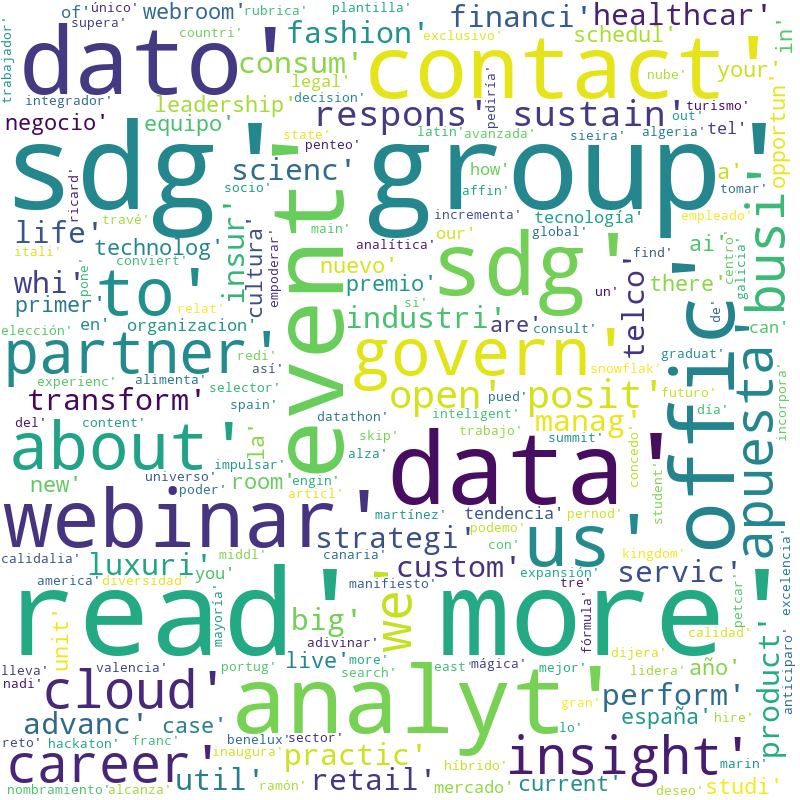 of' webroom' rubrica' plantilla'
único' supera' countri' fashion' financi' exclusivo' healthcar' schedul' in'
trabajador' dato' contact' nube' your'
consum' legal' decision' pediría' integrador' leadership'
respons' sustain' turismo' out' opportun'
negocio' equipo' state' latin' avanzada' sieira' algeria' tel'
penteo' scienc' how' a'
sdg' group' affin' tomar'
socio' ricard' life' travé' main' incrementa' tecnología' empleado'
technolog' insur' cultura' empoderar' event' analítica' our' global' find' ai' centro' galicia' busi'
itali' conviert' nuevo' sdg' un' there'
whi' pone' to' premio' si' telco' de' can'
primer' relat' en' organizacion' industri' are' consult' offic'
elección' redi' govern' snowflak' graduat'
partner' así' experienc' alimenta' selector' pued' futuro' apuesta' incorpora'
transform' spain' datathon' open' posit' inteligent' día'
del' content' about' la' skip' trabajo' manag'
impulsar' alza' data' summit' concedo'
new' universo' poder' room' engin' articl' student'
webinar' martínez' tendencia' us' podemo' pernod'
calidalia' luxuri' middl' canaria' strategi' con' kingdom' excelencia'
america' diversidad' you' manifiesto' custom' expansión' servic'
read' more' tre' fórmula' petcar' calidad'
mayoría' big' we' adivinar' dijera'
unit' live' more' east' mágica' mejor' lidera' año' product' anticiparo'
lleva' valencia' portug' search'
nadi' cloud' analyt' gran' perform'
advanc' case' lo' españa' hire'
reto' hackaton' franc' benelux' sector' insight' marin'
career' inaugura' practic' híbrido'
nombramiento' alcanza' util' ramón' retail' mercado' current' deseo' studi'